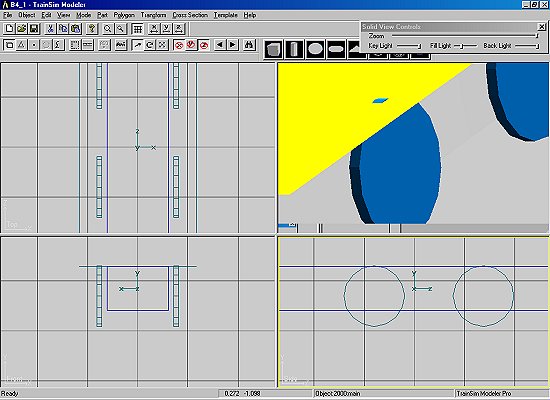 B4_1 - TrainSim Modeler
File Object Edit View Mode Part Polygon Transform Cross Section Template Help
Solid View Controls
Zoom
Key Light Fill Light Back Light
X Y Z
z
y x
y
x z
y
z
Ready 0.272 -1.098 Object:2000:main TrainSim Modeler Pro